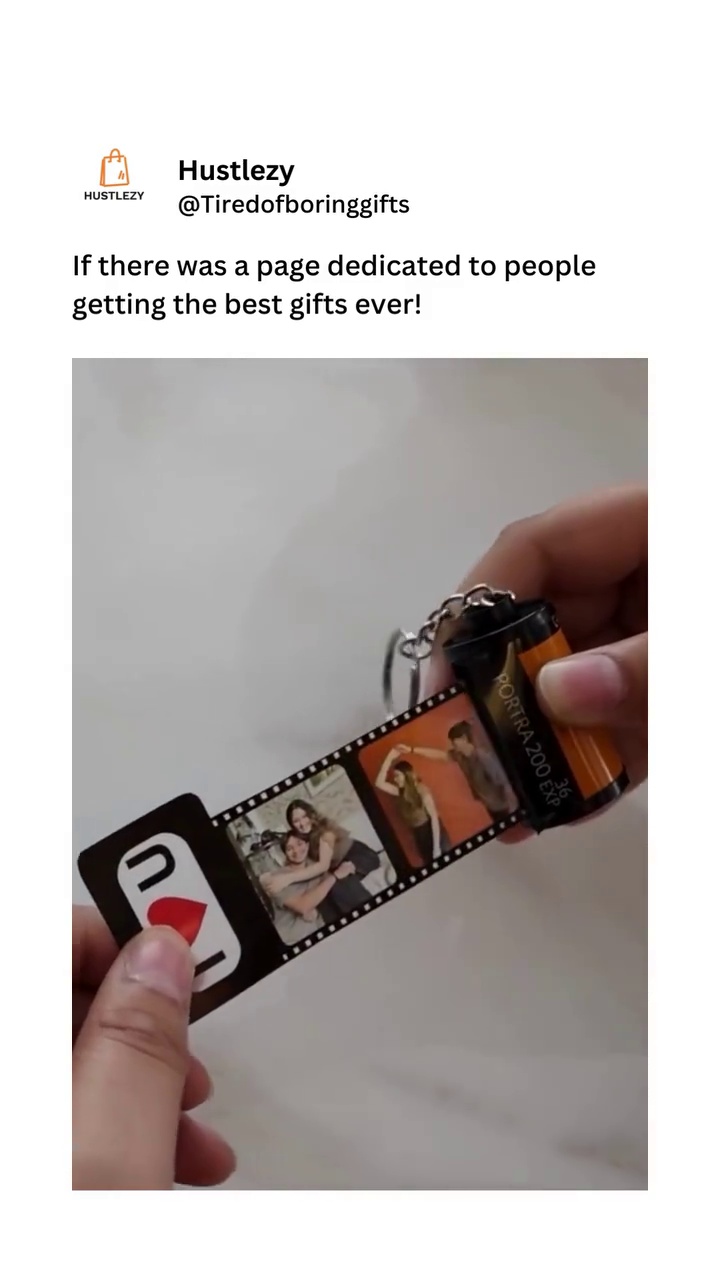 HUSTLEZY
Hustlezy
@Tiredofboringgifts
If there was a page dedicated to people
getting the best gifts ever!
PORTRA 200
36
EXP
I ♥ U